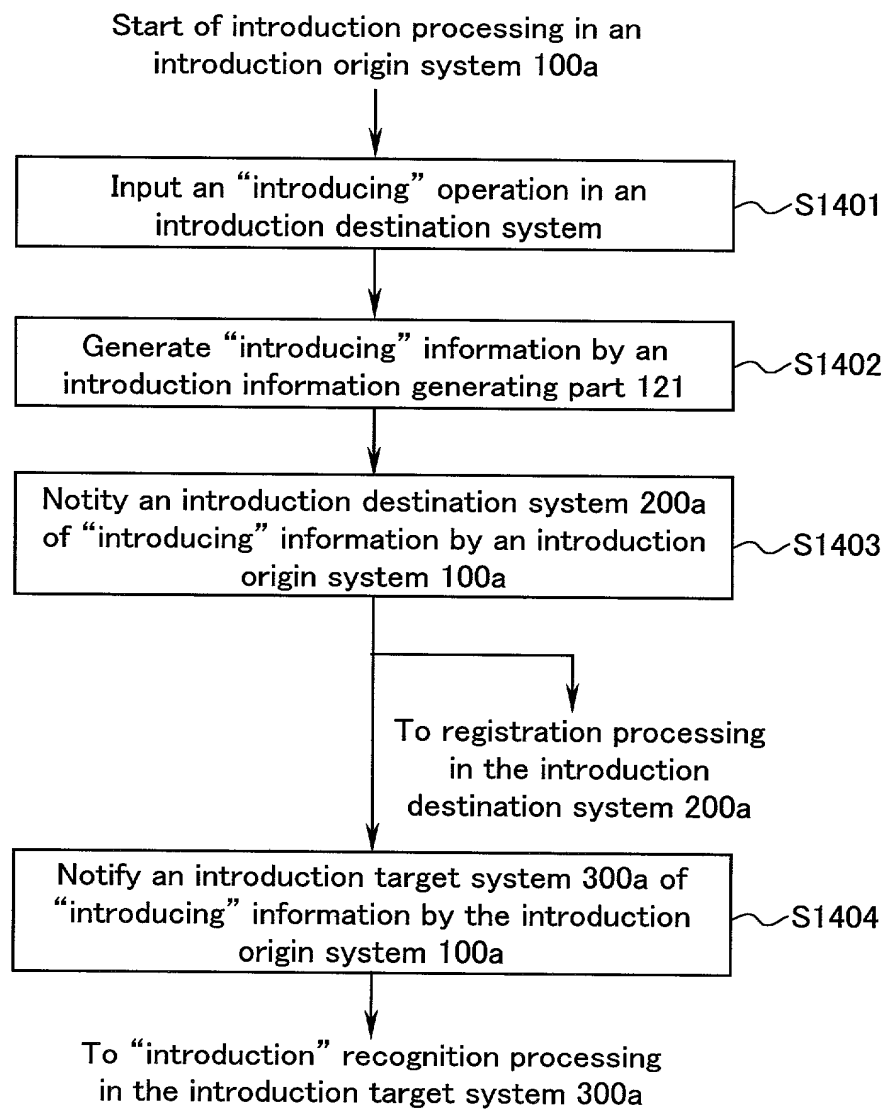 Start of introduction processing in an
introduction origin system 100a
Input an “introducing” operation in an
introduction destination system
S1401
Generate “introducing” information by an
introduction information generating part 121
S1402
Notity an introduction destination system 200a
of “introducing” information by an introduction
origin system 100a
S1403
To registration processing
in the introduction
destination system 200a
Notify an introduction target system 300a of
“introducing” information by the introduction
origin system 100a
S1404
To “introduction” recognition processing
in the introduction target system 300a